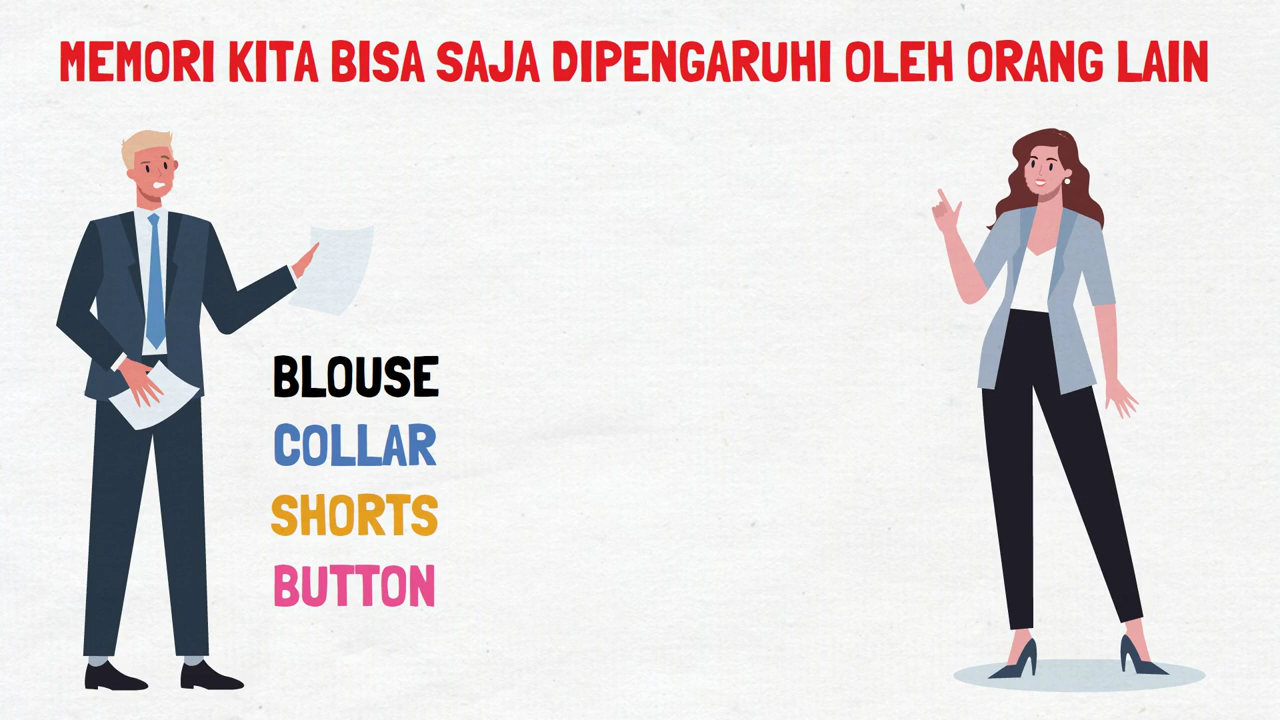 MEMORI KITA BISA SAJA DIPENGARUHI OLEH ORANG LAIN
BLOUSE
COLLAR
SHORTS
BUTTON